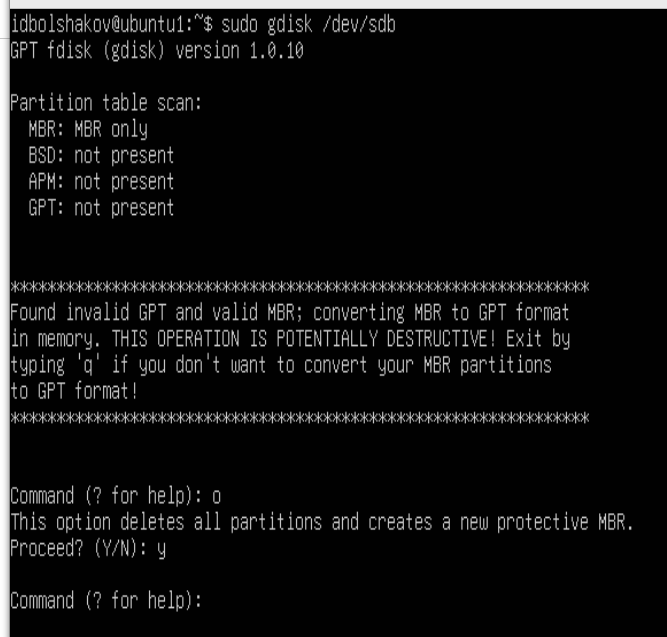 idbolshakov@ubuntu1:~$ sudo gdisk /dev/sdb
GPT fdisk (gdisk) version 1.0.10
Partition table scan:
MBR: MBR only
BSD: not present
APM: not present
GPT: not present
***************************************************************
Found invalid GPT and valid MBR; converting MBR to GPT format
in memory. THIS OPERATION IS POTENTIALLY DESTRUCTIVE! Exit by
typing 'q' if you don't want to convert your MBR partitions
to GPT format!
***************************************************************
Command (? for help): o
This option deletes all partitions and creates a new protective MBR.
Proceed? (Y/N): y
Command (? for help):